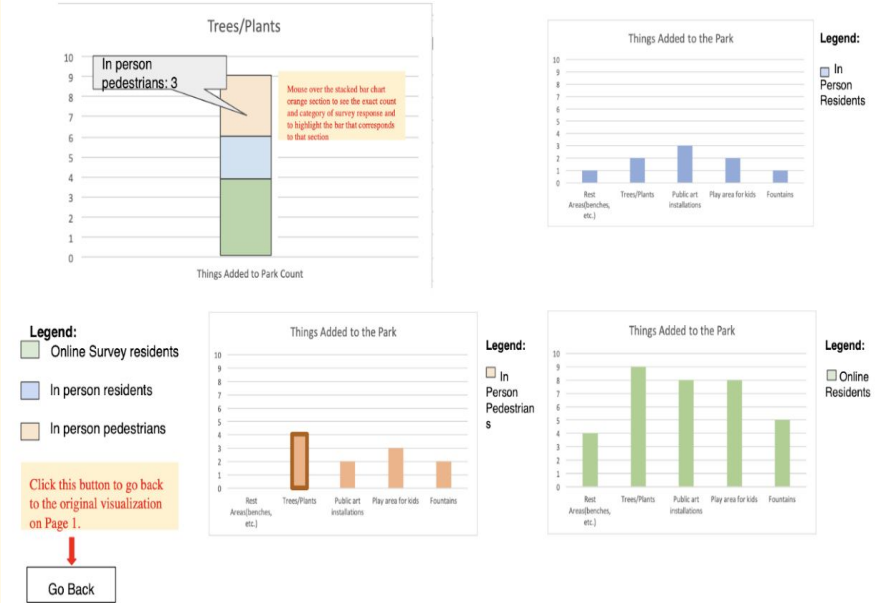 Trees/Plants
10
9
8
7
6
5
4
3
2
1
0
In person
pedestrians: 3
Mouse over the stacked bar chart
orange section to see the exact count
and category of survey response and
to highlight the bar that corresponds
to that section
Things Added to Park Count
Things Added to the Park
10
9
8
7
6
5
4
3
2
1
0
Rest
Areas(benches,
etc.)
Trees/Plants
Public art
installations
Play area for kids
Fountains
Legend:
In
Person
Residents
Legend:
Online Survey residents
In person residents
In person pedestrians
Click this button to go back
to the original visualization
on Page 1.
Go Back
Things Added to the Park
10
9
8
7
6
5
4
3
2
1
0
Rest
Areas(benches,
etc.)
Trees/Plants
Public art
installations
Play area for kids
Fountains
Legend:
In
Person
Pedestrian
s
Things Added to the Park
10
9
8
7
6
5
4
3
2
1
0
Rest
Areas(benches,
etc.)
Trees/Plants
Public art
installations
Play area for kids
Fountains
Legend:
Online
Residents